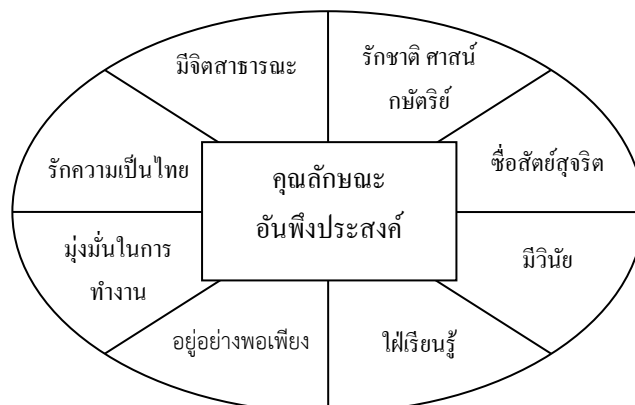 มีจิตสาธารณะ
รักชาติ ศาสน์
กษัตริย์
รักความเป็นไทย
คุณลักษณะ
อันพึงประสงค์
ซื่อสัตย์สุจริต
มุ่งมั่นในการ
ทำงาน
มีวินัย
อยู่อย่างพอเพียง
ใฝ่เรียนรู้